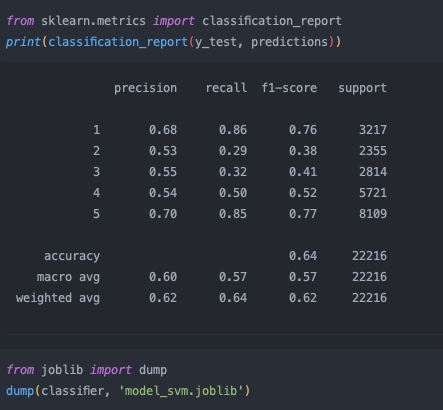 from sklearn.metrics import classification_report
print(classification_report(y_test, predictions))
precision recall f1-score support
1 0.68 0.86 0.76 3217
2 0.53 0.29 0.38 2355
3 0.55 0.32 0.41 2814
4 0.54 0.50 0.52 5721
5 0.70 0.85 0.77 8109
accuracy 0.64 22216
macro avg 0.60 0.57 0.57 22216
weighted avg 0.62 0.64 0.62 22216
from joblib import dump
dump(classifier, 'model_svm.joblib')